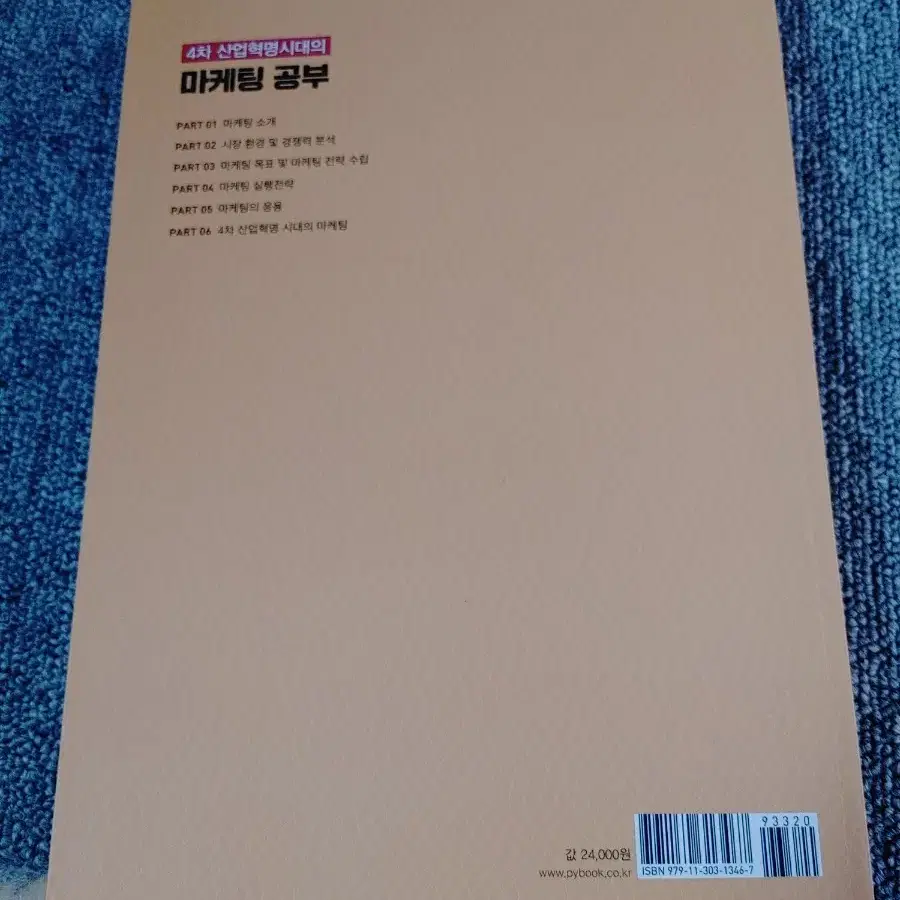 4차 산업혁명시대의
마케팅 공부
PART 01 마케팅 소개
PART 02 시장 환경 및 경쟁력 분석
PART 03 마케팅 목표 및 마케팅 전략 수립
PART 04 마케팅 실행전략
PART 05 마케팅의 응용
PART 06 4차 산업혁명 시대의 마케팅
93320
값 24,000원
www.pybook.co.kr
ISBN 979-11-303-1346-7